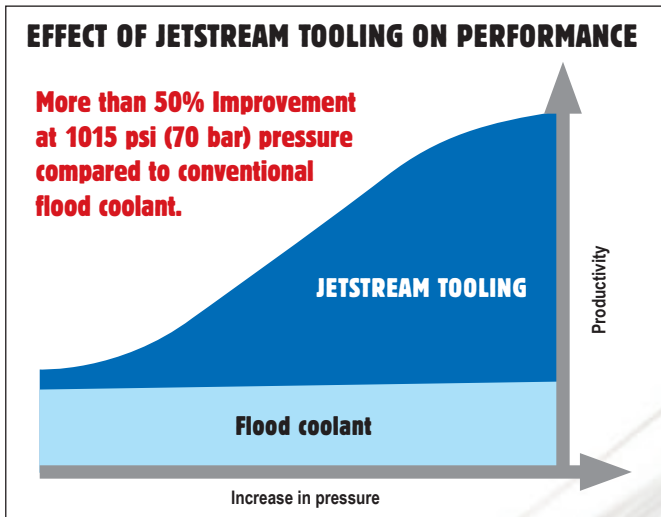 EFFECT OF JETSTREAM TOOLING ON PERFORMANCE
More than 50% Improvement
at 1015 psi (70 bar) pressure
compared to conventional
flood coolant.
JETSTREAM TOOLING
Productivity
Flood coolant
Increase in pressure